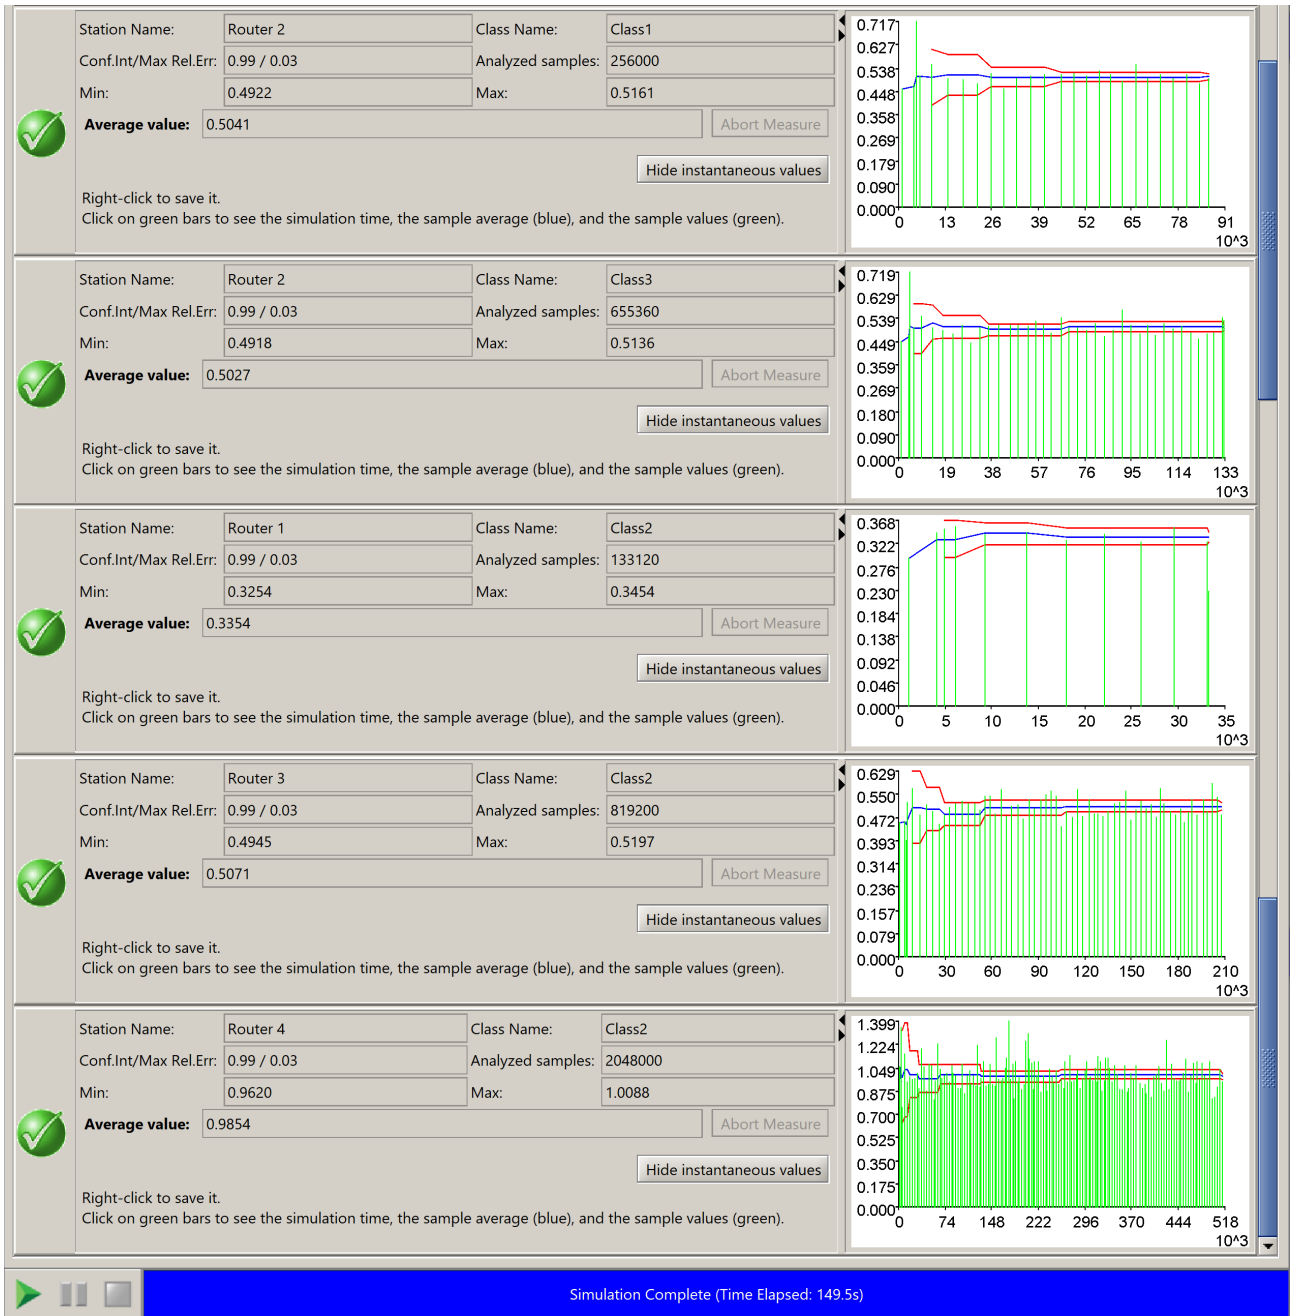 Station Name: Router 2 Class Name: Class1
Conf.Int/Max Rel.Err: 0.99 / 0.03 Analyzed samples: 256000
Min: 0.4922 Max: 0.5161
Average value: 0.5041 Abort Measure
Hide instantaneous values
Right-click to save it.
Click on green bars to see the simulation time, the sample average (blue), and the sample values (green).
0.717
0.627
0.538
0.448
0.358
0.269
0.179
0.090
0.000
0 13 26 39 52 65 78 91
10^3
Station Name: Router 2 Class Name: Class3
Conf.Int/Max Rel.Err: 0.99 / 0.03 Analyzed samples: 655360
Min: 0.4918 Max: 0.5136
Average value: 0.5027 Abort Measure
Hide instantaneous values
Right-click to save it.
Click on green bars to see the simulation time, the sample average (blue), and the sample values (green).
0.719
0.629
0.539
0.449
0.359
0.269
0.180
0.090
0.000
0 19 38 57 76 95 114 133
10^3
Station Name: Router 1 Class Name: Class2
Conf.Int/Max Rel.Err: 0.99 / 0.03 Analyzed samples: 133120
Min: 0.3254 Max: 0.3454
Average value: 0.3354 Abort Measure
Hide instantaneous values
Right-click to save it.
Click on green bars to see the simulation time, the sample average (blue), and the sample values (green).
0.368
0.322
0.276
0.230
0.184
0.138
0.092
0.046
0.000
0 5 10 15 20 25 30 35
10^3
Station Name: Router 3 Class Name: Class2
Conf.Int/Max Rel.Err: 0.99 / 0.03 Analyzed samples: 819200
Min: 0.4945 Max: 0.5197
Average value: 0.5071 Abort Measure
Hide instantaneous values
Right-click to save it.
Click on green bars to see the simulation time, the sample average (blue), and the sample values (green).
0.629
0.550
0.472
0.393
0.314
0.236
0.157
0.079
0.000
0 30 60 90 120 150 180 210
10^3
Station Name: Router 4 Class Name: Class2
Conf.Int/Max Rel.Err: 0.99 / 0.03 Analyzed samples: 2048000
Min: 0.9620 Max: 1.0088
Average value: 0.9854 Abort Measure
Hide instantaneous values
Right-click to save it.
Click on green bars to see the simulation time, the sample average (blue), and the sample values (green).
1.399
1.224
1.049
0.875
0.700
0.525
0.350
0.175
0.000
0 74 148 222 296 370 444 518
10^3
Simulation Complete (Time Elapsed: 149.5s)